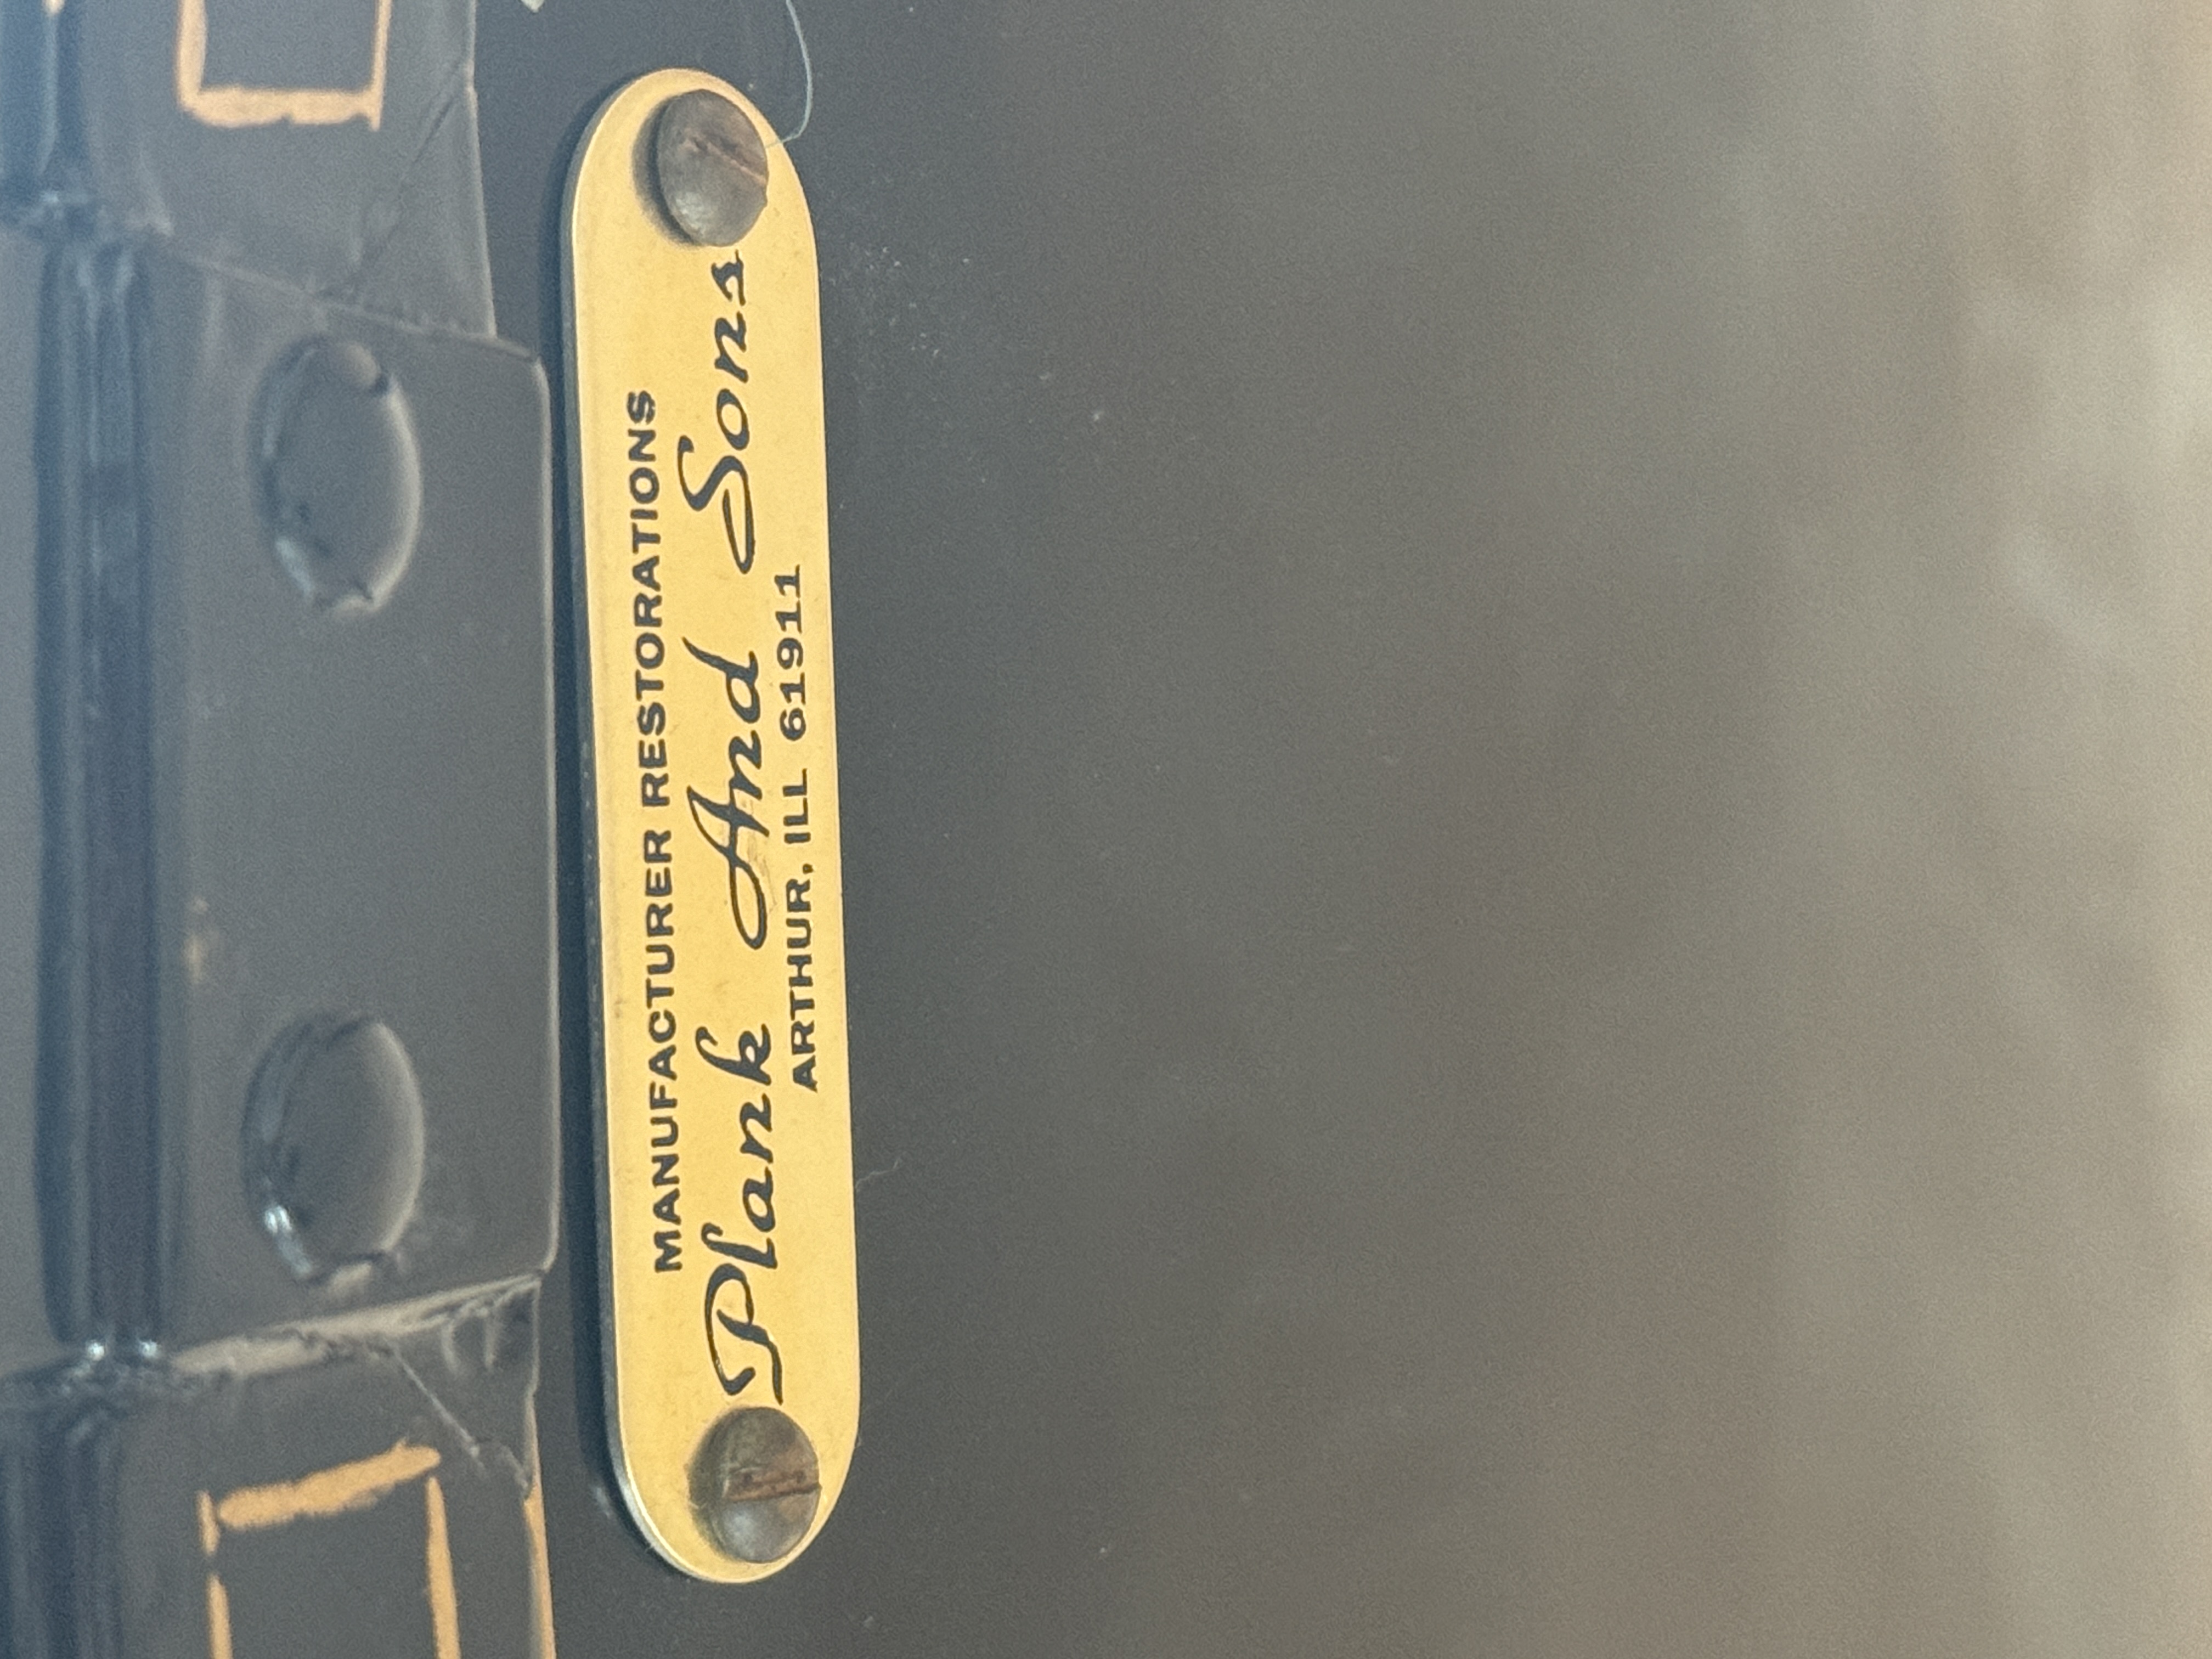 MANUFACTURER RESTORATIONS
Plank And Sons
ARTHUR, ILL 61911